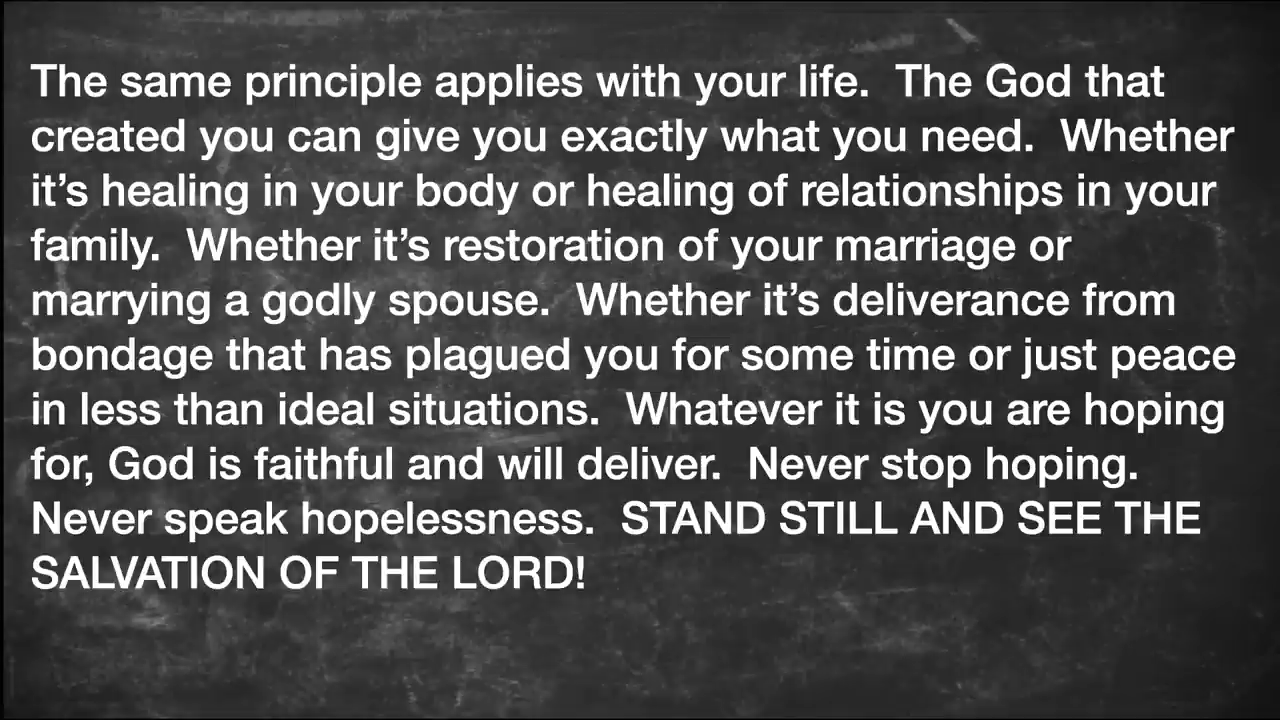 The same principle applies with your life.  The God that
created you can give you exactly what you need.  Whether
it’s healing in your body or healing of relationships in your
family.  Whether it’s restoration of your marriage or
marrying a godly spouse.  Whether it’s deliverance from
bondage that has plagued you for some time or just peace
in less than ideal situations.  Whatever it is you are hoping
for, God is faithful and will deliver.  Never stop hoping.
Never speak hopelessness.  STAND STILL AND SEE THE
SALVATION OF THE LORD!